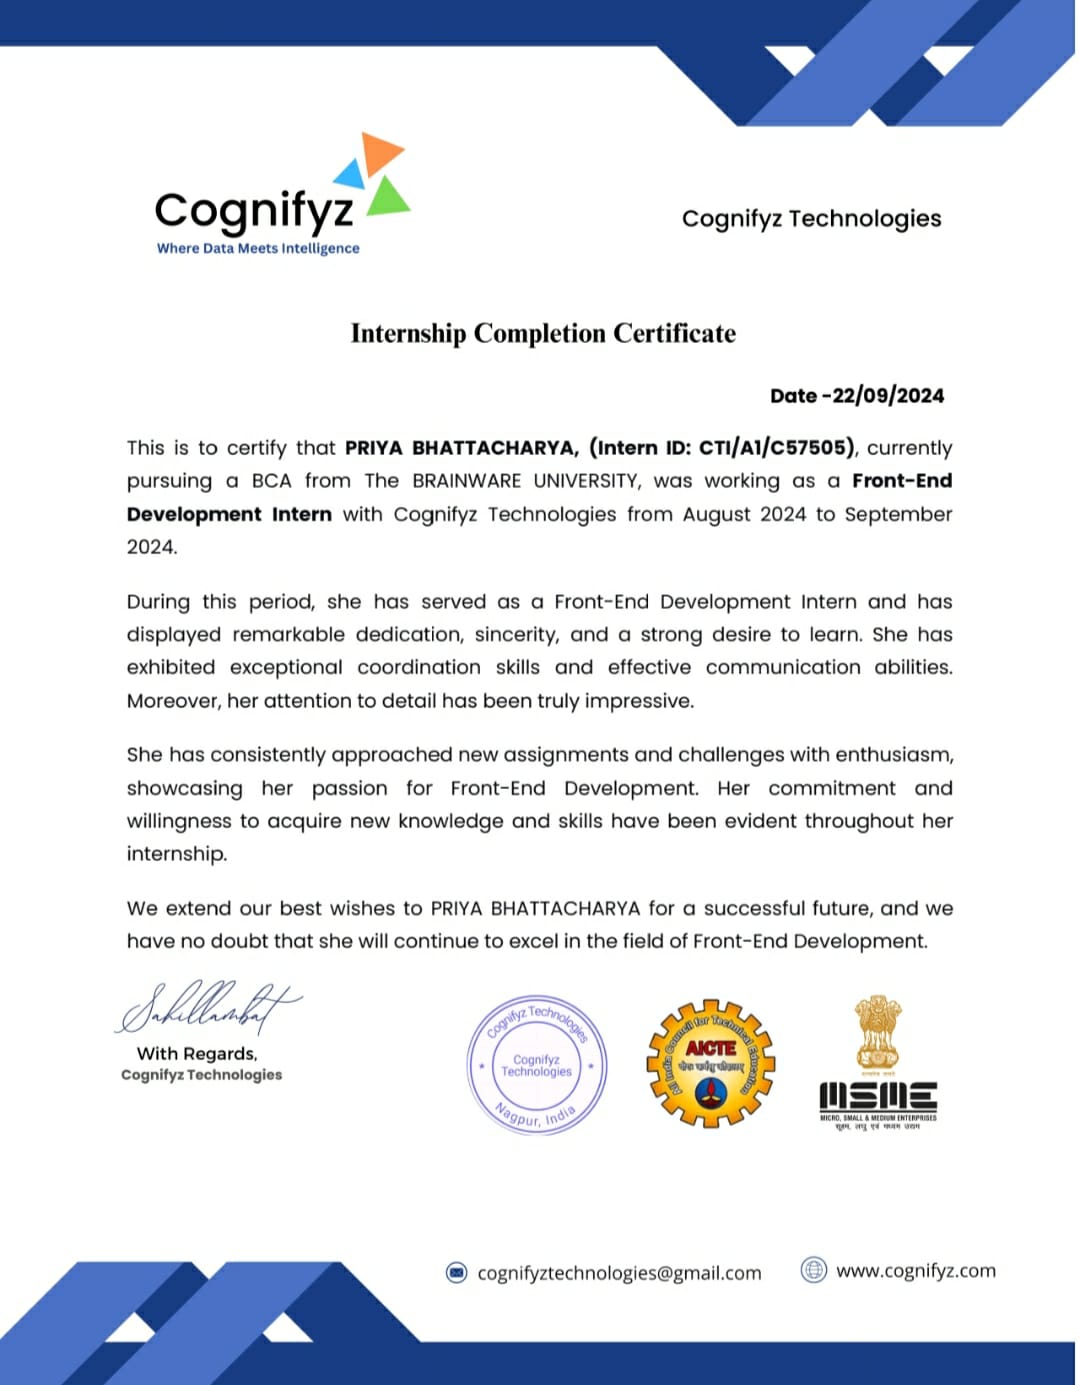 Cognifyz
Where Data Meets Intelligence
Cognifyz Technologies
Internship Completion Certificate
Date -22/09/2024
This is to certify that PRIYA BHATTACHARYA, (Intern ID: CTI/A1/C57505), currently
pursuing a BCA from The BRAINWARE UNIVERSITY, was working as a Front-End
Development Intern with Cognifyz Technologies from August 2024 to September
2024.
During this period, she has served as a Front-End Development Intern and has
displayed remarkable dedication, sincerity, and a strong desire to learn. She has
exhibited exceptional coordination skills and effective communication abilities.
Moreover, her attention to detail has been truly impressive.
She has consistently approached new assignments and challenges with enthusiasm,
showcasing her passion for Front-End Development. Her commitment and
willingness to acquire new knowledge and skills have been evident throughout her
internship.
We extend our best wishes to PRIYA BHATTACHARYA for a successful future, and we
have no doubt that she will continue to excel in the field of Front-End Development.
With Regards,
Cognifyz Technologies
Cognifyz Technologies
Cognifyz
Technologies
Nagpur, India
All India Council for Technical Education
AICTE
MSME
MICRO, SMALL & MEDIUM ENTERPRISES
सूक्ष्म, लघु एवं मध्यम उद्यम
cognifyztechnologies@gmail.com
www.cognifyz.com